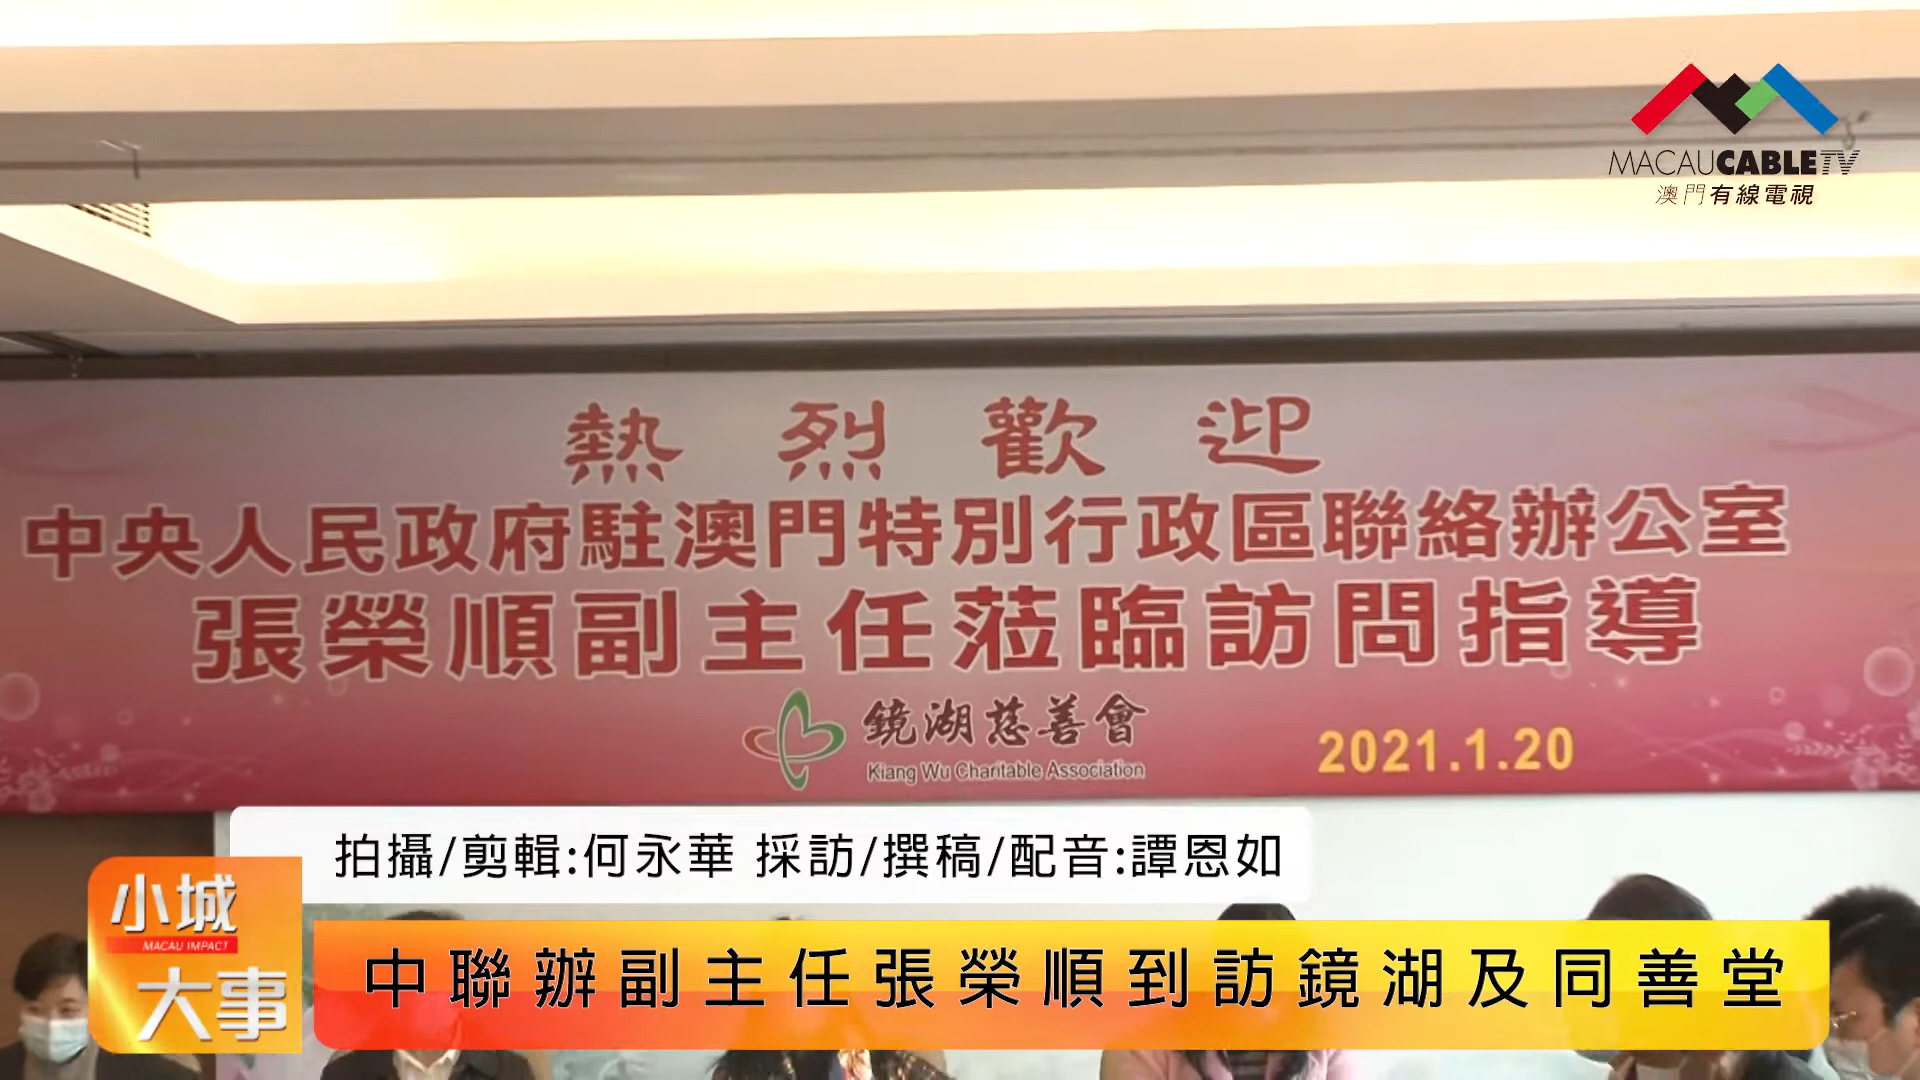 MACAUCABLETV
澳門有線電視
熱烈歡迎
中央人民政府駐澳門特別行政區聯絡辦公室
張榮順副主任蒞臨訪問指導
鏡湖慈善會
Kiang Wu Charitable Association
2021.1.20
拍攝/剪輯:何永華 採訪/撰稿/配音:譚恩如
小城
MACAU IMPACT
大事
中聯辦副主任張榮順到訪鏡湖及同善堂